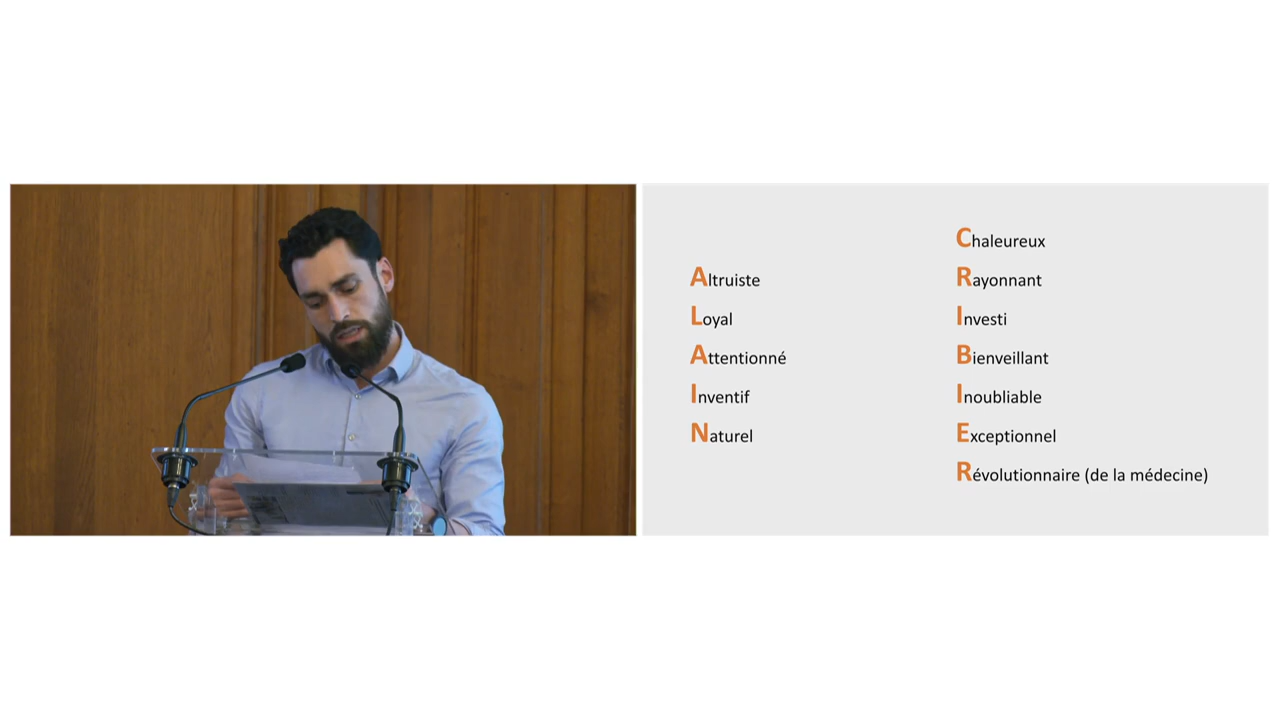 Altruiste
Loyal
Attentionné
Inventif
Naturel
Chaleureux
Rayonnant
Investi
Bienveillant
Inoubliable
Exceptionnel
Révolutionnaire (de la médecine)